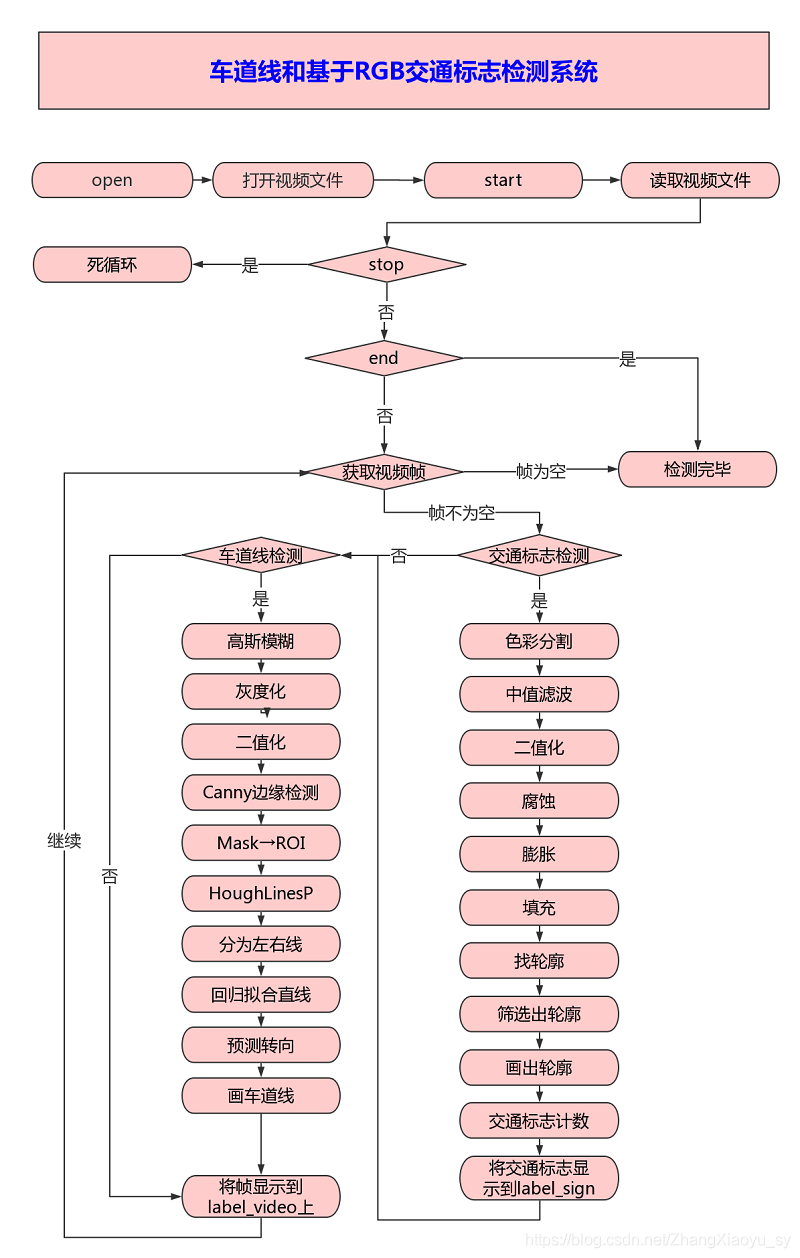 车道线和基于RGB交通标志检测系统
open
打开视频文件
start
读取视频文件
死循环
是
stop
否
end
是
否
获取视频帧
帧为空
检测完毕
帧不为空
车道线检测
否
交通标志检测
是
是
高斯模糊
色彩分割
灰度化
中值滤波
二值化
二值化
Canny边缘检测
腐蚀
继续
Mask→ROI
膨胀
否
HoughLinesP
填充
分为左右线
找轮廓
回归拟合直线
筛选出轮廓
预测转向
画出轮廓
画车道线
交通标志计数
将帧显示到
label_video上
将交通标志显
示到label_sign
https://blog.csdn.net/ZhangXiaoyu_sy